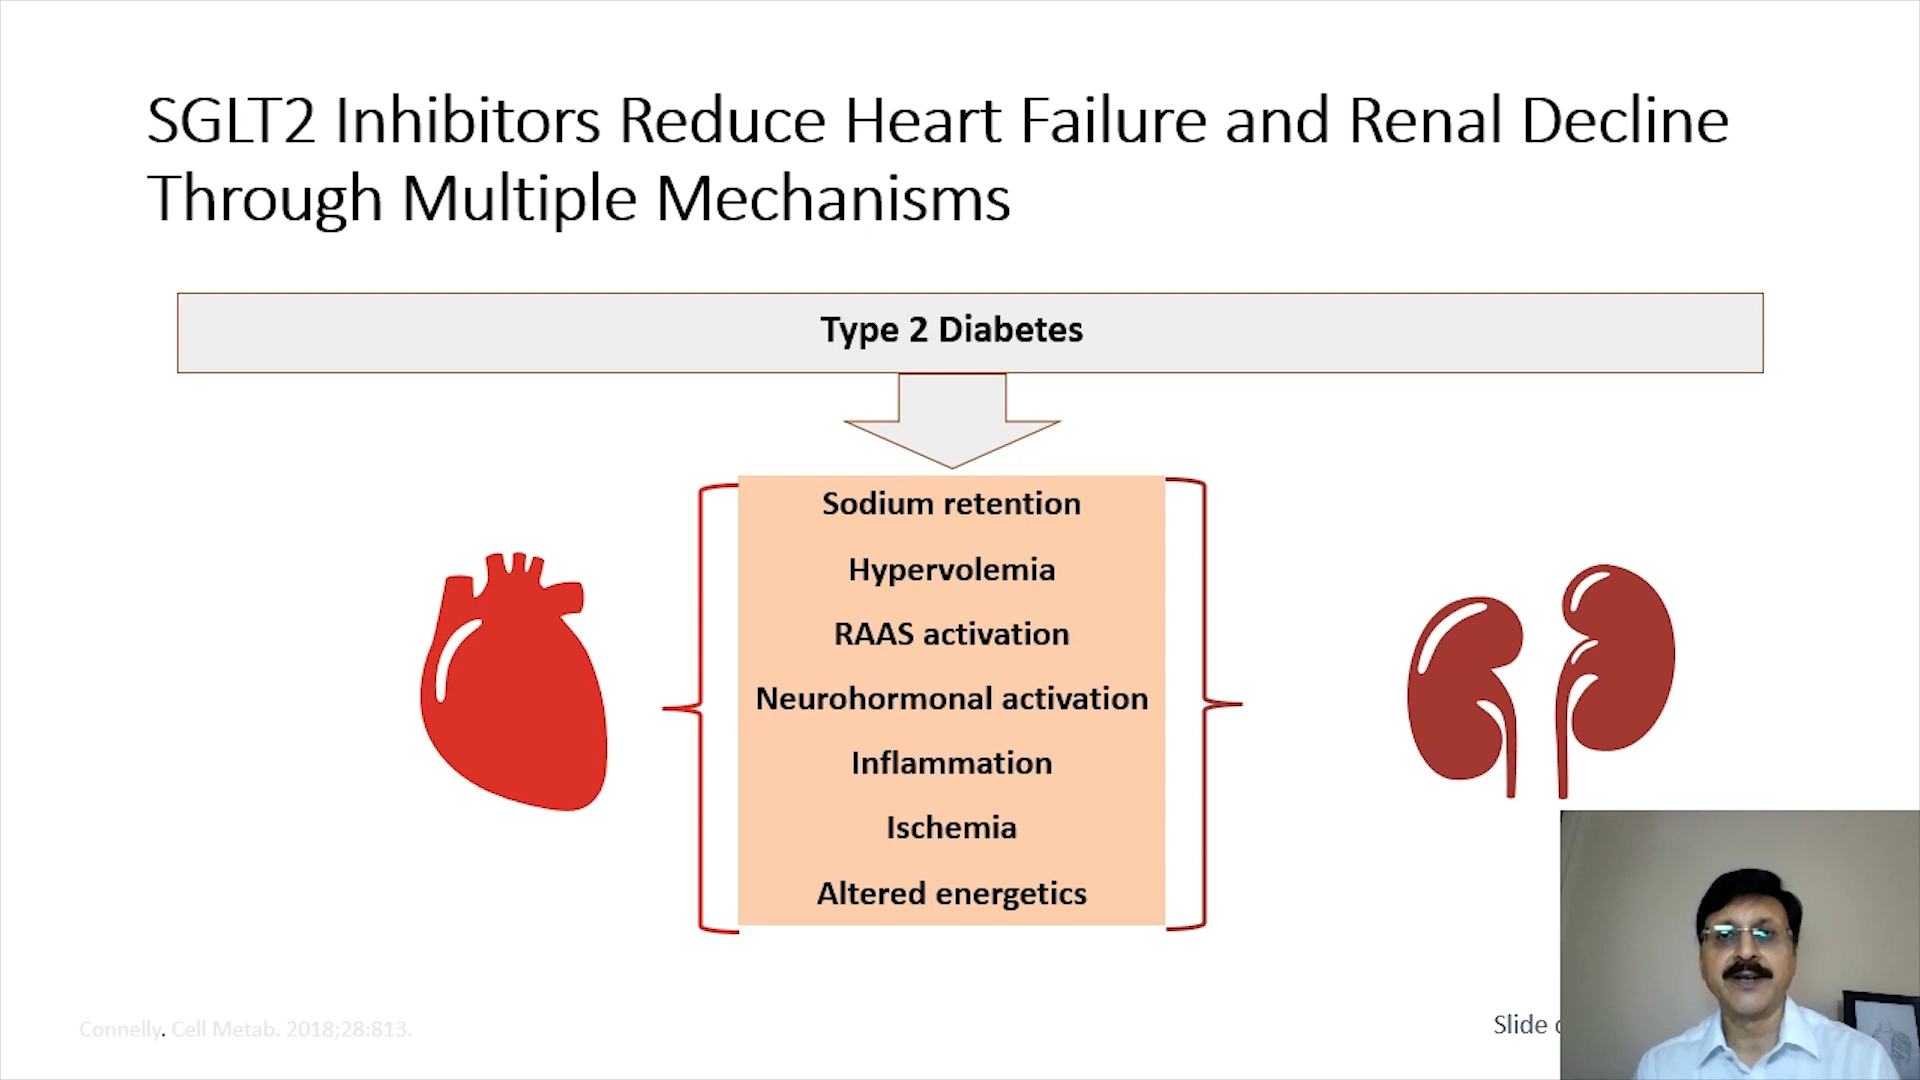 SGLT2 Inhibitors Reduce Heart Failure and Renal Decline
Through Multiple Mechanisms
Type 2 Diabetes
Sodium retention
Hypervolemia
RAAS activation
Neurohormonal activation
Inflammation
Ischemia
Altered energetics
Connelly. Cell Metab. 2018;28:813.
Slide